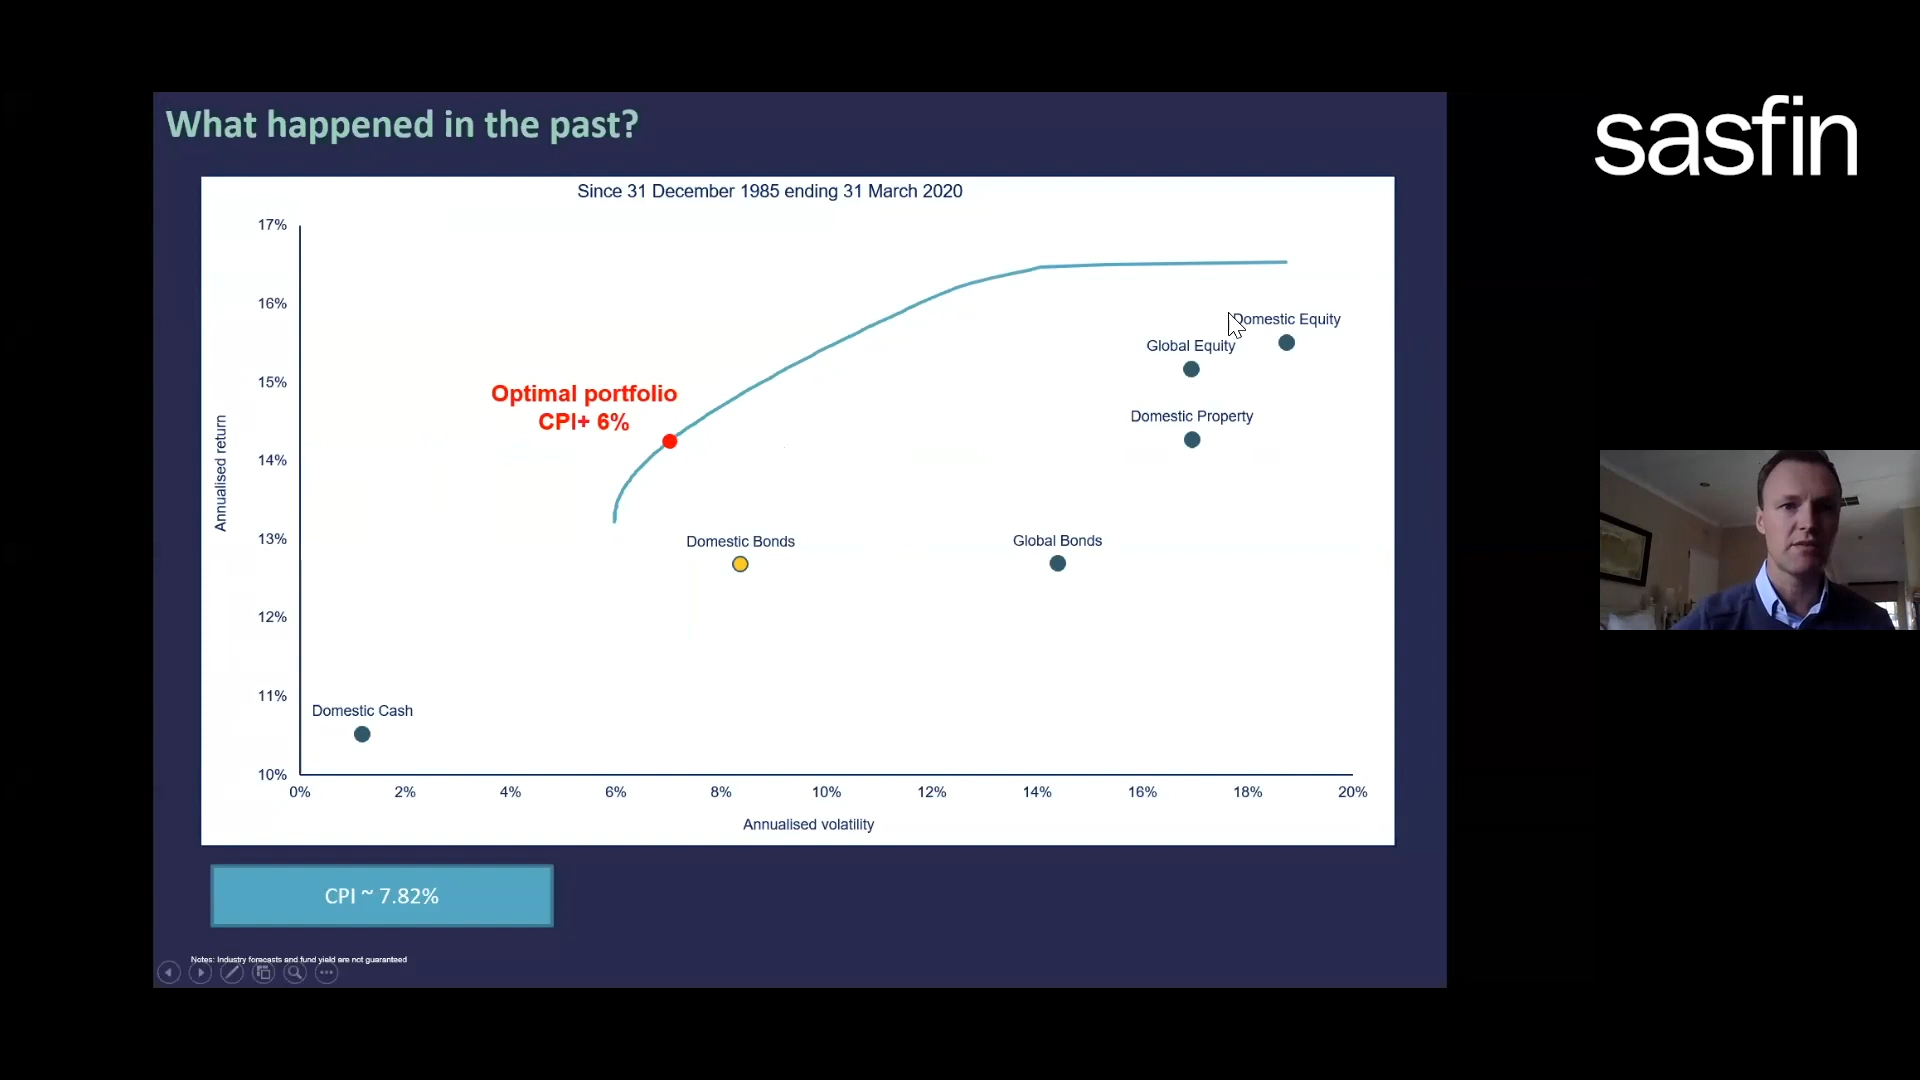 What happened in the past?
sasfin
Since 31 December 1985 ending 31 March 2020
17%
16%
15%
14%
13%
12%
11%
10%
Annualised return
Domestic Equity
Global Equity
Optimal portfolio
CPI+ 6%
Domestic Property
Domestic Bonds
Global Bonds
Domestic Cash
0% 2% 4% 6% 8% 10% 12% 14% 16% 18% 20%
Annualised volatility
CPI ~ 7.82%
Notes: Industry forecasts and fund yield are not guaranteed